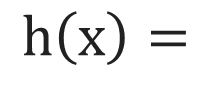 h(x) =